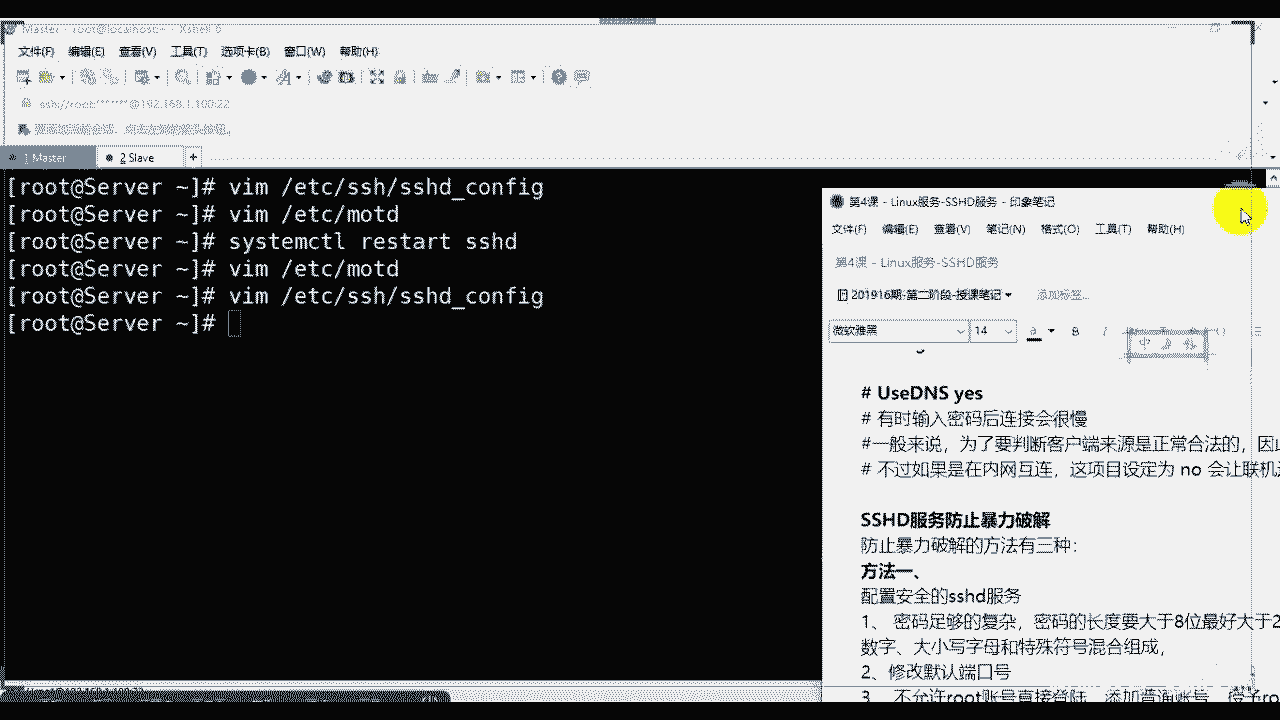 Master - root@localhost:~ - Xshell 6
文件(F) 编辑(E) 查看(V) 工具(T) 选项卡(B) 窗口(W) 帮助(H)
ssh://root:******@192.168.1.100:22
1 Master 2 Slave +
[root@Server ~]# vim /etc/ssh/sshd_config
[root@Server ~]# vim /etc/motd
[root@Server ~]# systemctl restart sshd
[root@Server ~]# vim /etc/motd
[root@Server ~]# vim /etc/ssh/sshd_config
[root@Server ~]#
第4课 - Linux服务-SSHD服务 - 印象笔记
文件(F) 编辑(E) 查看(V) 笔记(N) 格式(O) 工具(T) 帮助(H)
第4课 - Linux服务-SSHD服务
201916期-第二阶段-授课笔记 添加标签...
微软雅黑 14 a B I
# UseDNS yes
# 有时输入密码后连接会很慢
#一般来说，为了要判断客户端来源是正常合法的，因此
# 不过如果是在内网互连，这项目设定为 no 会让联机
SSHD服务防止暴力破解
防止暴力破解的方法有三种：
方法一、
配置安全的sshd服务
1、 密码足够的复杂，密码的长度要大于8位最好大于2
数字、大小写字母和特殊符号混合组成，
2、修改默认端口号
3、不允许root账号直接登陆，添加普通账号，授予ro